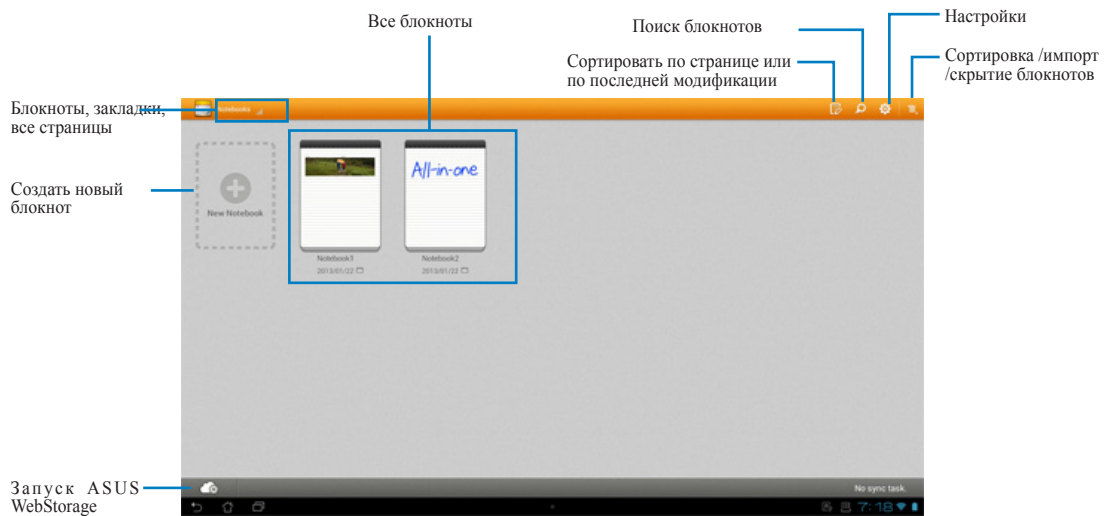 Все блокноты
Поиск блокнотов
Настройки
Сортировать по странице или
по последней модификации
Сортировка /импорт
/скрытие блокнотов
Блокноты, закладки,
все страницы
Notebooks
Создать новый
блокнот
New Notebook
All-in-one
Notebook3
2013/01/22
Notebook2
2013/01/22
Запуск ASUS
WebStorage
No sync task.
7:18